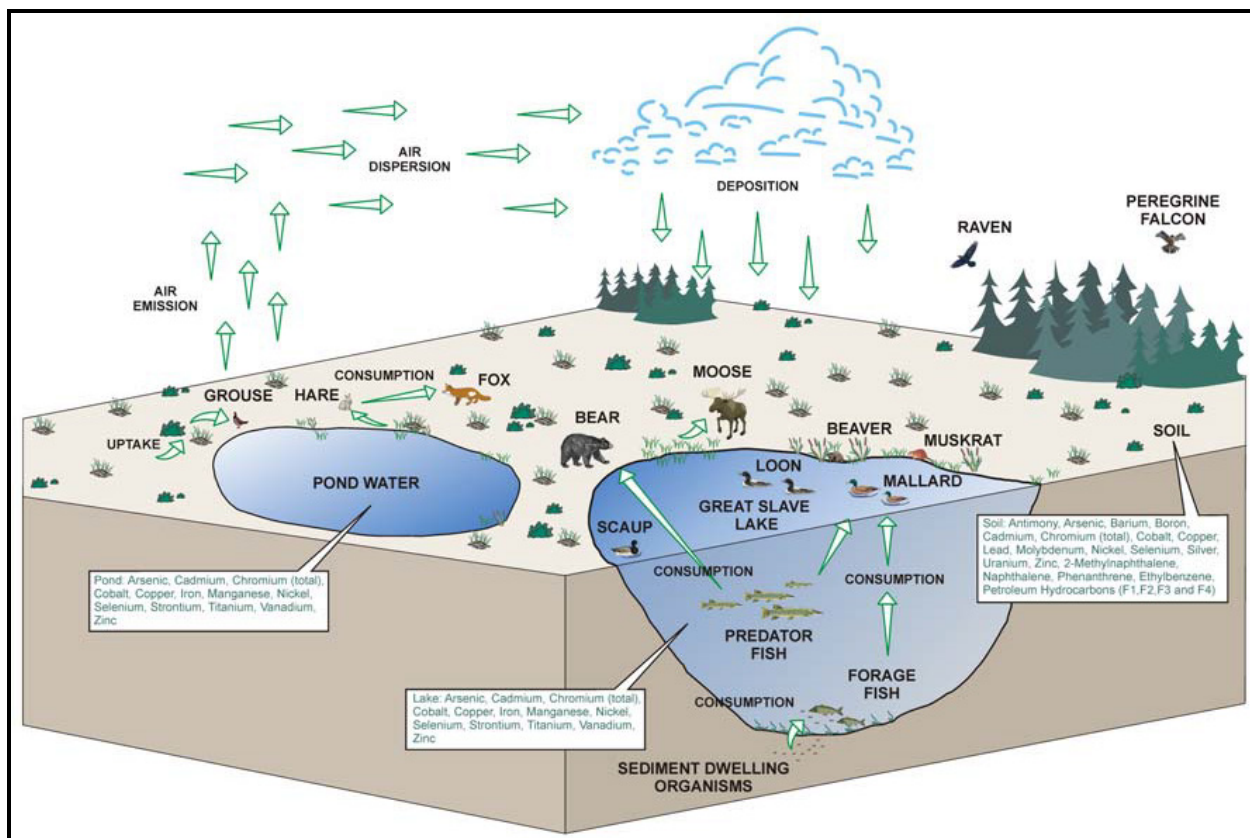 AIR
DISPERSION
DEPOSITION
RAVEN
PEREGRINE
FALCON
AIR
EMISSION
GROUSE
HARE
CONSUMPTION
FOX
MOOSE
BEAR
BEAVER
MUSKRAT
SOIL
UPTAKE
POND WATER
LOON
MALLARD
GREAT SLAVE
LAKE
SCAUP
Soil: Antimony, Arsenic, Barium, Boron,
Cadmium, Chromium (total), Cobalt, Copper,
Lead, Molybdenum, Nickel, Selenium, Silver,
Uranium, Zinc, 2-Methylnaphthalene,
Naphthalene, Phenanthrene, Ethylbenzene,
Petroleum Hydrocarbons (F1,F2,F3 and F4)
Pond: Arsenic, Cadmium, Chromium (total),
Cobalt, Copper, Iron, Manganese, Nickel,
Selenium, Strontium, Titanium, Vanadium,
Zinc
CONSUMPTION
CONSUMPTION
PREDATOR
FISH
FORAGE
FISH
Lake: Arsenic, Cadmium, Chromium (total),
Cobalt, Copper, Iron, Manganese, Nickel,
Selenium, Strontium, Titanium, Vanadium,
Zinc
CONSUMPTION
SEDIMENT DWELLING
ORGANISMS